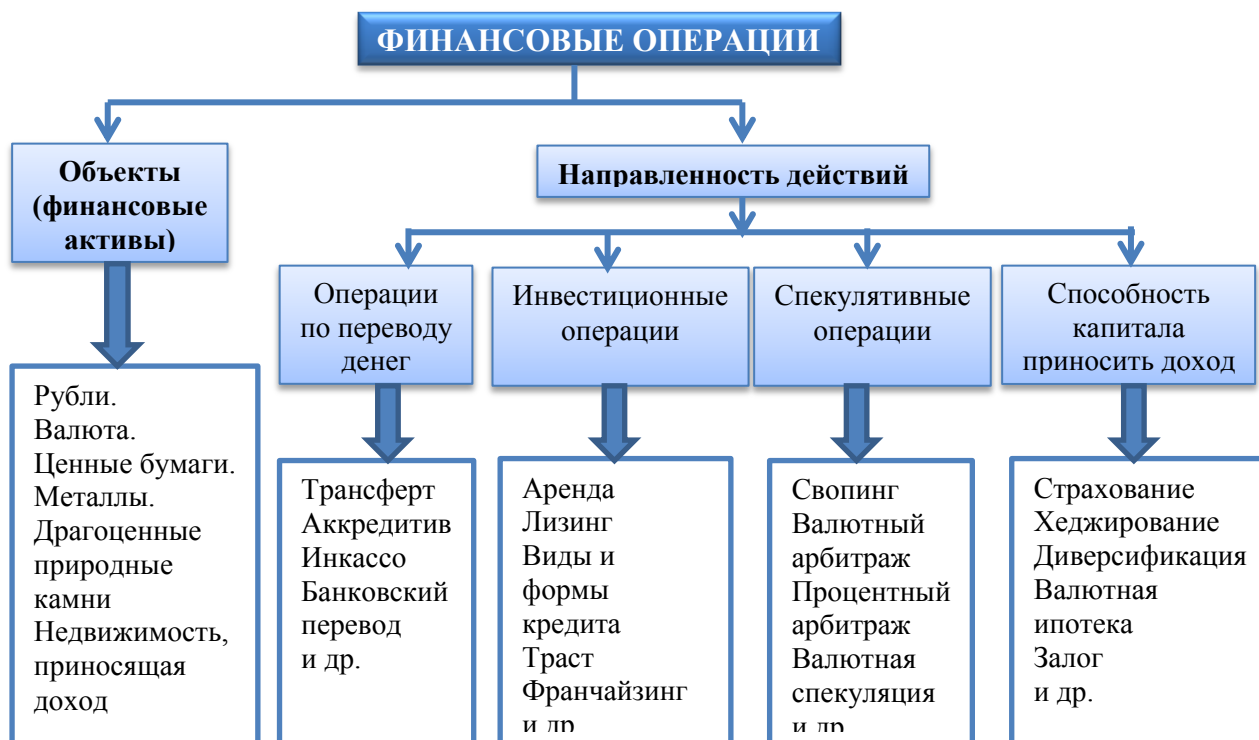 ФИНАНСОВЫЕ ОПЕРАЦИИ
Объекты
(финансовые
активы)
Направленность действий
Операции
по переводу
денег
Инвестиционные
операции
Спекулятивные
операции
Способность
капитала
приносить доход
Рубли.
Валюта.
Ценные бумаги.
Металлы.
Драгоценные
природные
камни
Недвижимость,
приносящая
доход
Трансферт
Аккредитив
Инкассо
Банковский
перевод
и др.
Аренда
Лизинг
Виды и
формы
кредита
Траст
Франчайзинг
и др
Свопинг
Валютный
арбитраж
Процентный
арбитраж
Валютная
спекуляция
и др
Страхование
Хеджирование
Диверсификация
Валютная
ипотека
Залог
и др.